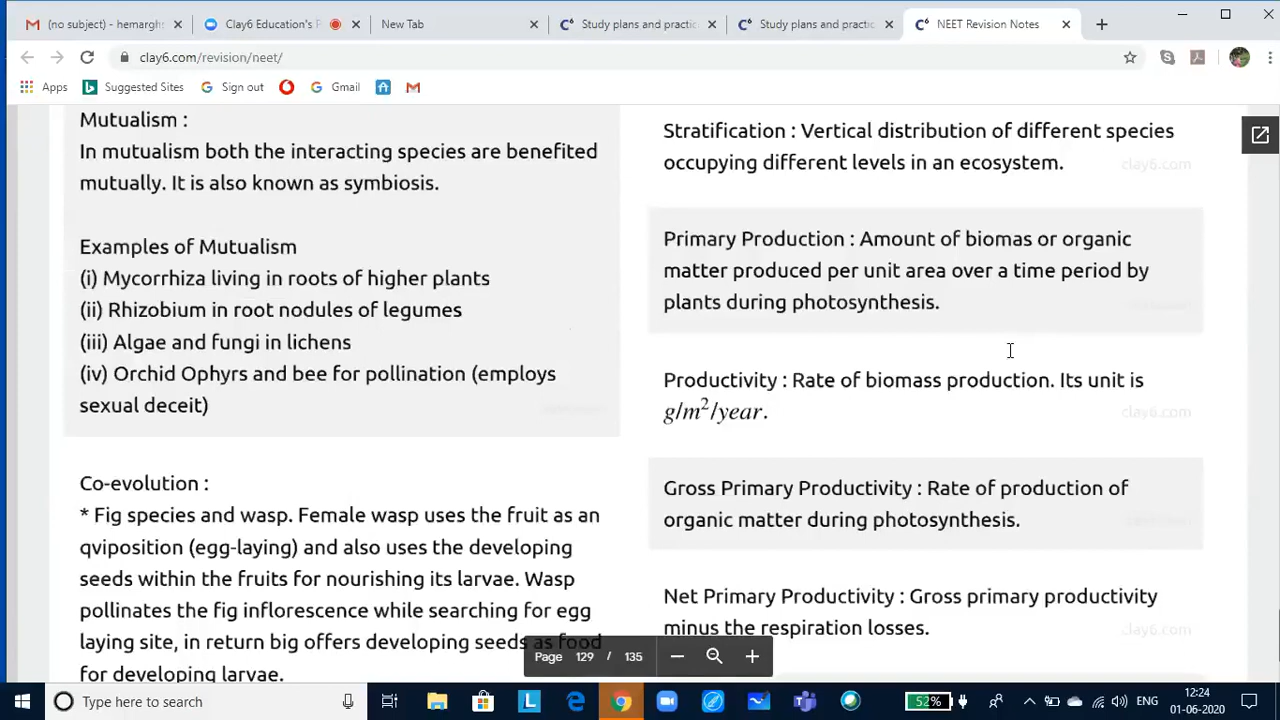 (no subject) - hemarghs
Clay6 Education's P
New Tab
Study plans and practic
Study plans and practic
NEET Revision Notes
clay6.com/revision/neet/
Apps
Suggested Sites
Sign out
Gmail
Mutualism :
In mutualism both the interacting species are benefited
mutually. It is also known as symbiosis.
Examples of Mutualism
(i) Mycorrhiza living in roots of higher plants
(ii) Rhizobium in root nodules of legumes
(iii) Algae and fungi in lichens
(iv) Orchid Ophyrs and bee for pollination (employs
sexual deceit)
Co-evolution :
* Fig species and wasp. Female wasp uses the fruit as an
qviposition (egg-laying) and also uses the developing
seeds within the fruits for nourishing its larvae. Wasp
pollinates the fig inflorescence while searching for egg
laying site, in return big offers developing seeds as food
for developing larvae.
Stratification : Vertical distribution of different species
occupying different levels in an ecosystem.
clay6.com
Primary Production : Amount of biomas or organic
matter produced per unit area over a time period by
plants during photosynthesis.
Productivity : Rate of biomass production. Its unit is
g/m²/year.
clay6.com
Gross Primary Productivity : Rate of production of
organic matter during photosynthesis.
Net Primary Productivity : Gross primary productivity
minus the respiration losses.
clay6.com
Page 129 / 135
Type here to search
52%
ENG
12:24
01-06-2020